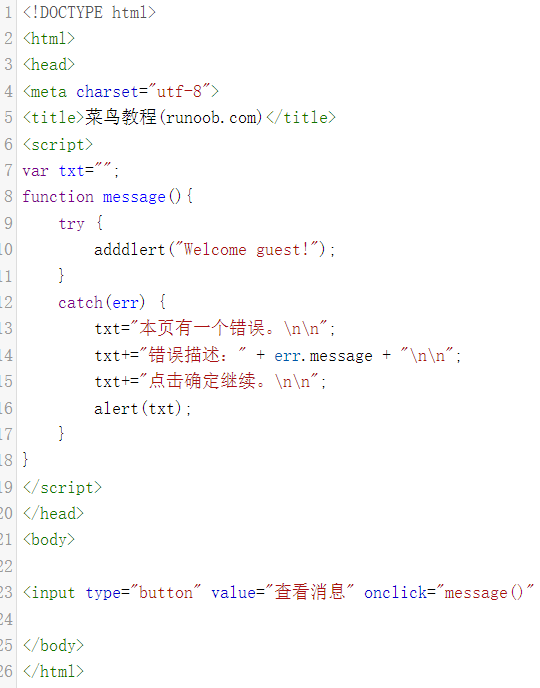 1 <!DOCTYPE html>
2 <html>
3 <head>
4 <meta charset="utf-8">
5 <title>菜鸟教程(runoob.com)</title>
6 <script>
7 var txt="";
8 function message(){
9     try {
10         adddlert("Welcome guest!");
11     }
12     catch(err) {
13         txt="本页有一个错误。\n\n";
14         txt+="错误描述：" + err.message + "\n\n";
15         txt+="点击确定继续。\n\n";
16         alert(txt);
17     }
18 }
19 </script>
20 </head>
21 <body>
22
23 <input type="button" value="查看消息" onclick="message()"
24
25 </body>
26 </html>